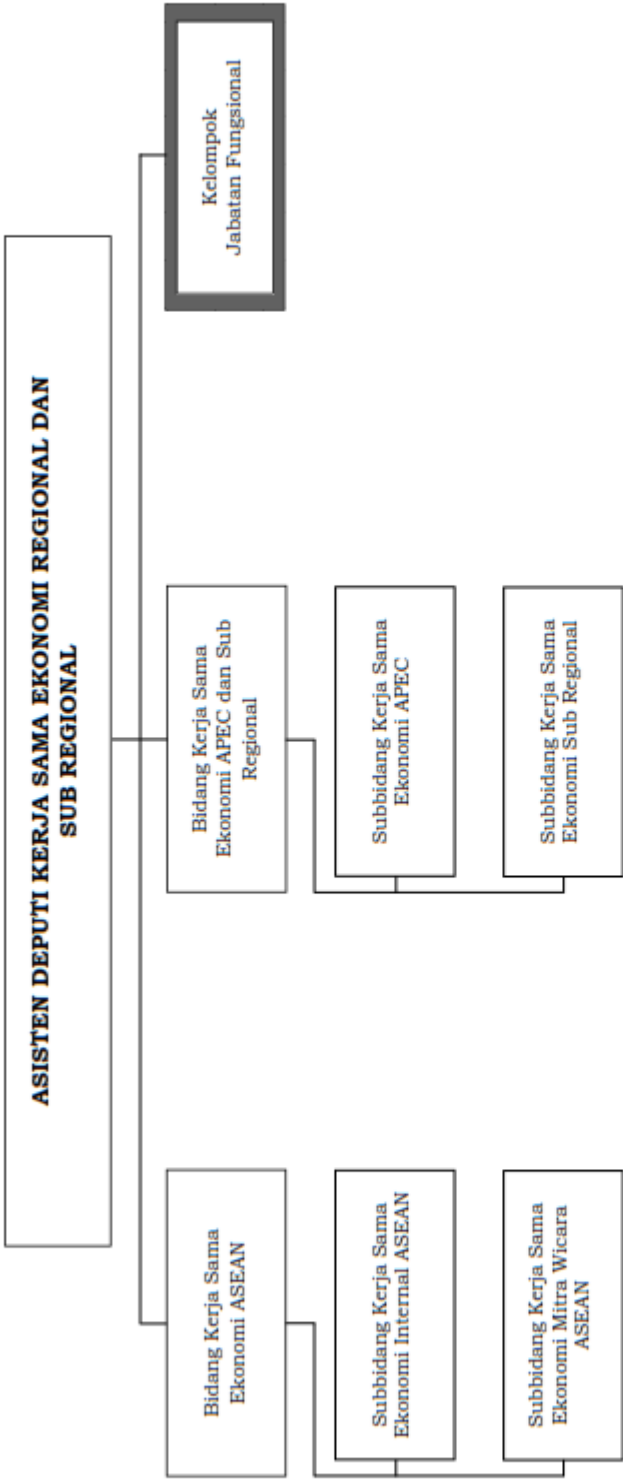 ASISTEN DEPUTI KERJA SAMA EKONOMI REGIONAL DAN
SUB REGIONAL
Bidang Kerja Sama
Ekonomi ASEAN
Subbidang Kerja Sama
Ekonomi Internal ASEAN
Subbidang Kerja Sama
Ekonomi Mitra Wicara
ASEAN
Bidang Kerja Sama
Ekonomi APEC dan Sub
Regional
Subbidang Kerja Sama
Ekonomi APEC
Subbidang Kerja Sama
Ekonomi Sub Regional
Kelompok
Jabatan Fungsional